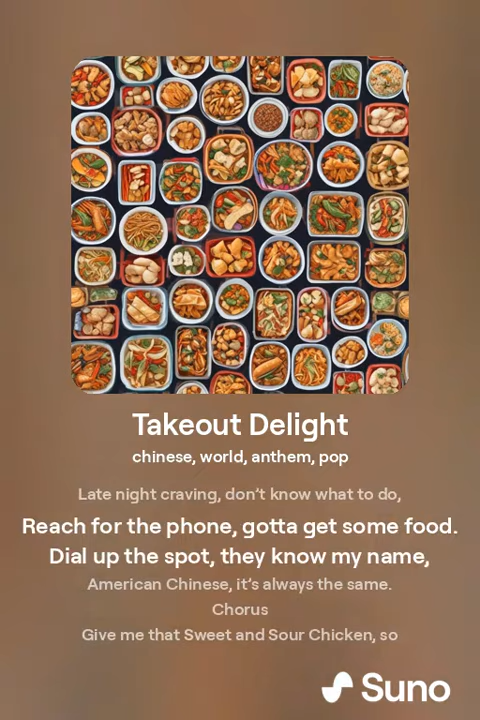 Takeout Delight
chinese, world, anthem, pop
Late night craving, don't know what to do,
Reach for the phone, gotta get some food.
Dial up the spot, they know my name,
American Chinese, it's always the same.
Chorus
Give me that Sweet and Sour Chicken, so
Suno